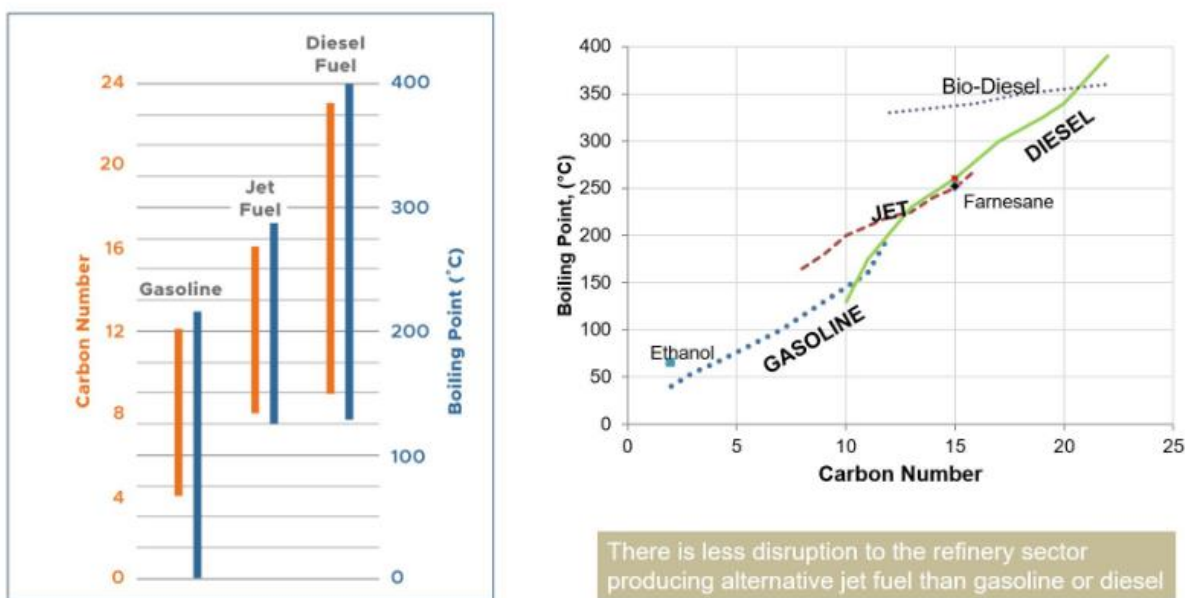 Diesel
Fuel
24
400
20
Jet
Fuel
300
16
Gasoline
Carbon Number
Boiling Point (°C)
12
200
8
100
4
0
0
400
350
300
250
200
150
100
50
0
Boiling Point, (°C)
Bio-Diesel
DIESEL
JET
Farnesane
GASOLINE
Ethanol
0
5
10
15
20
25
Carbon Number
There is less disruption to the refinery sector
producing alternative jet fuel than gasoline or diesel